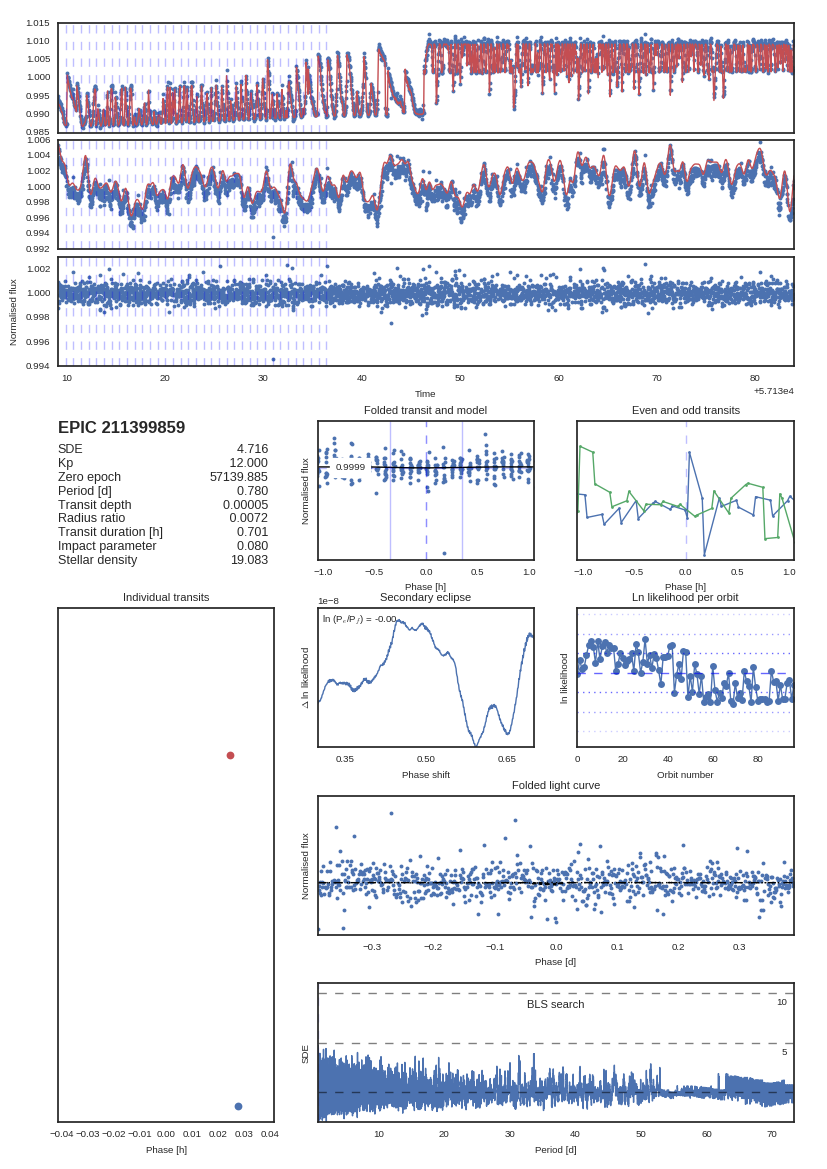 1.015
1.010
1.005
1.000
0.995
0.990
0.985
1.006
1.004
1.002
1.000
0.998
0.996
0.994
0.992
1.002
1.000
0.998
0.996
0.994
Normalised flux
10 20 30 40 50 60 70 80
Time
+5.713e4
EPIC 211399859
SDE 4.716
Kp 12.000
Zero epoch 57139.885
Period [d] 0.780
Transit depth 0.00005
Radius ratio 0.0072
Transit duration [h] 0.701
Impact parameter 0.080
Stellar density 19.083
Folded transit and model
Normalised flux
0.9999
−1.0 −0.5 0.0 0.5 1.0
Phase [h]
Even and odd transits
−1.0 −0.5 0.0 0.5 1.0
Phase [h]
Individual transits
−0.04 −0.03 −0.02 −0.01 0.00 0.01 0.02 0.03 0.04
Phase [h]
Secondary eclipse
1e−8
ln (Pₑ/P𝒻) = -0.00
Δ ln likelihood
0.35 0.50 0.65
Phase shift
Ln likelihood per orbit
ln likelihood
0 20 40 60 80
Orbit number
Folded light curve
Normalised flux
−0.3 −0.2 −0.1 0.0 0.1 0.2 0.3
Phase [d]
BLS search
10
5
SDE
10 20 30 40 50 60 70
Period [d]